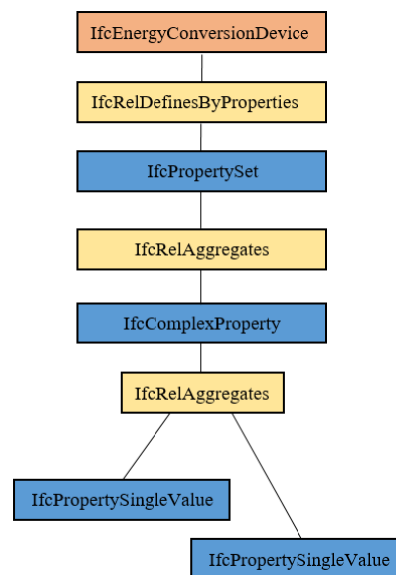 IfcEnergyConversionDevice
IfcRelDefinesByProperties
IfcPropertySet
IfcRelAggregates
IfcComplexProperty
IfcRelAggregates
IfcPropertySingleValue
IfcPropertySingleValue